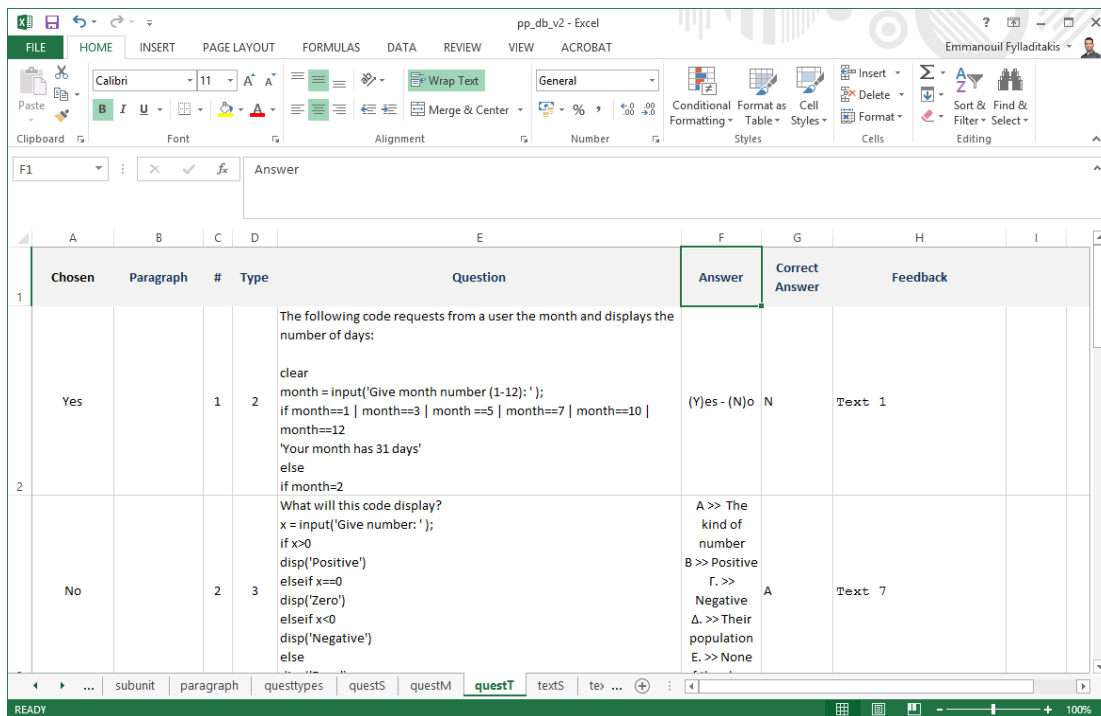 pp_db_v2 - Excel
?
FILE HOME INSERT PAGE LAYOUT FORMULAS DATA REVIEW VIEW ACROBAT
Emmanouil Fylladitakis
Paste
Calibri 11 A A
B I U A
Wrap Text
Merge & Center
General
% ,
Conditional Formatting
Format as Table
Cell Styles
Insert
Delete
Format
Sort & Filter
Find & Select
Clipboard Font Alignment Number Styles Cells Editing
F1 fx Answer
A B C D E F G H I
1 Chosen Paragraph # Type Question Answer Correct Answer Feedback
The following code requests from a user the month and displays the
number of days:
clear
month = input('Give month number (1-12): ' );
if month==1 | month==3 | month ==5 | month==7 | month==10 |
month==12
'Your month has 31 days'
else
if month=2
2 Yes 1 2
(Y)es - (N)o N Text 1
What will this code display?
x = input('Give number: ' );
if x>0
disp('Positive')
elseif x==0
disp('Zero')
elseif x<0
disp('Negative')
else
No 2 3
A >> The
kind of
number
B >> Positive
Γ. >>
Negative
Δ. >> Their
population
E. >> None
A Text 7
... subunit paragraph questtypes questS questM questT textS tex ...
READY 100%